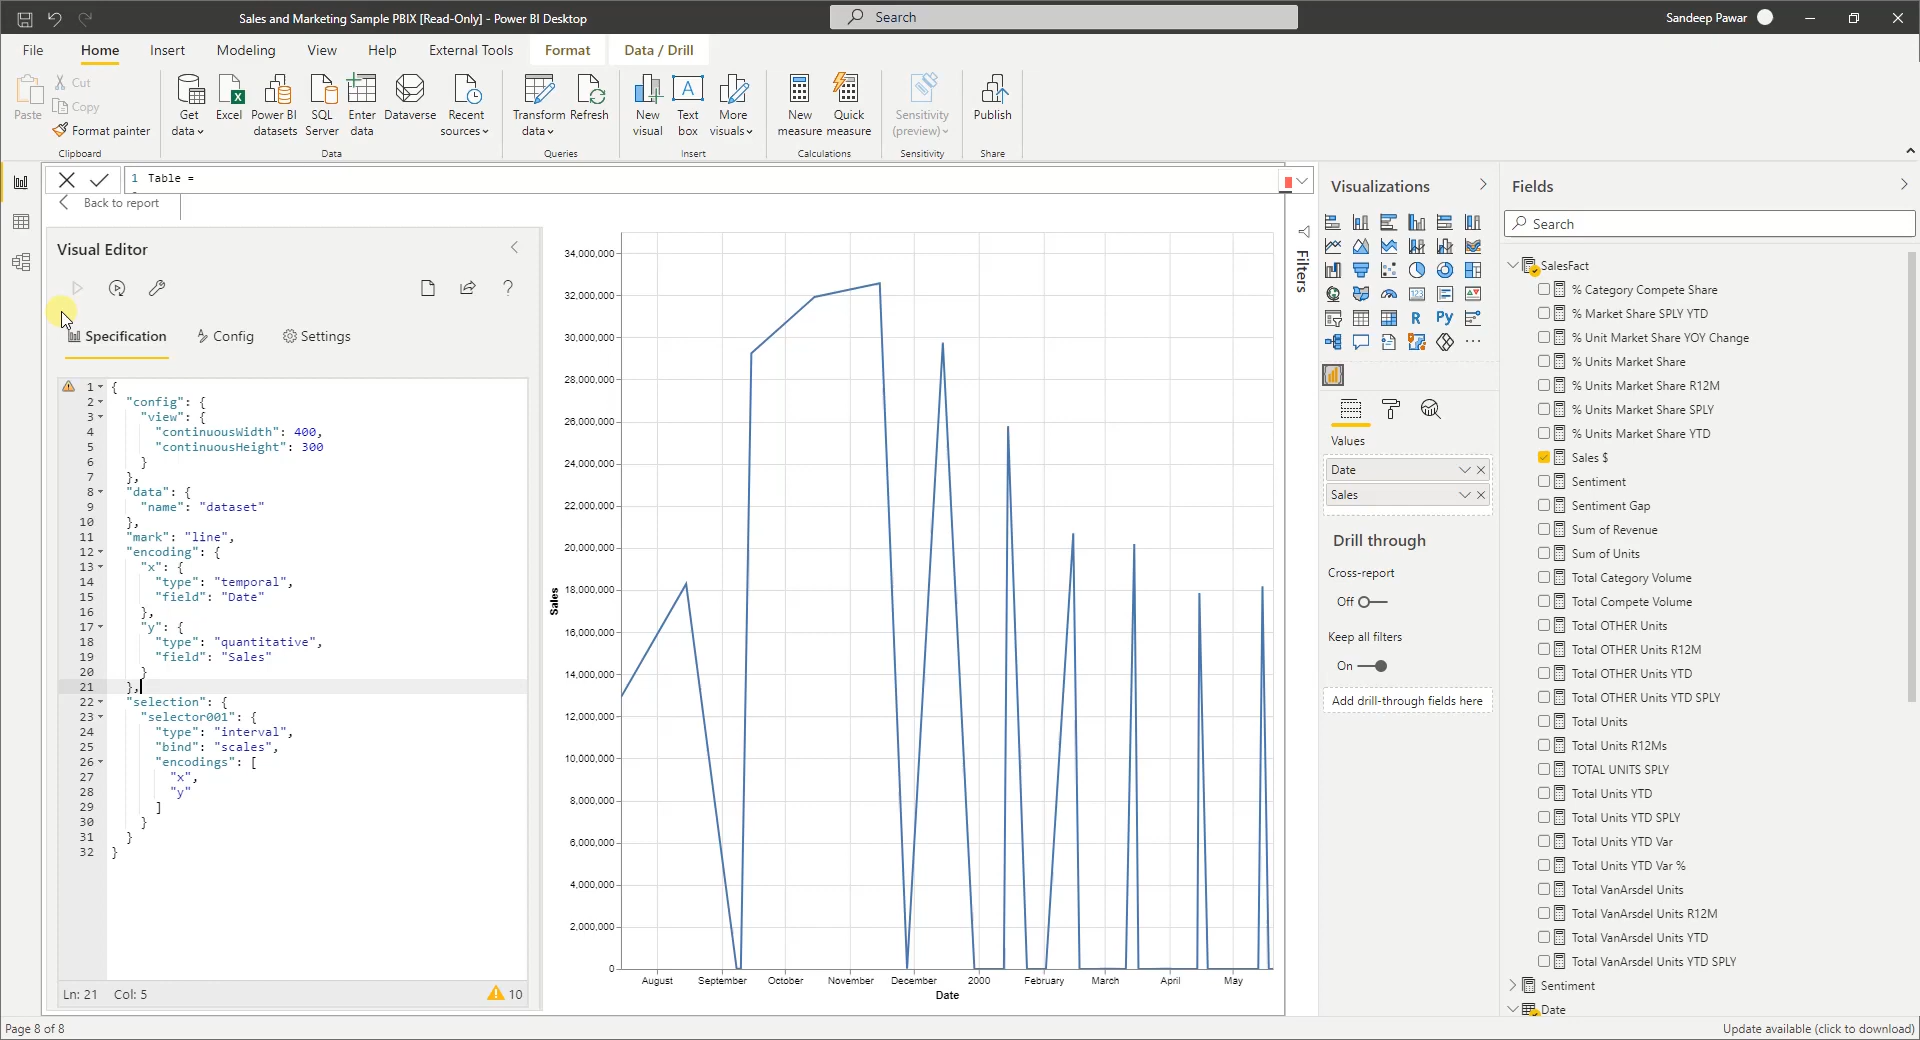 Sales and Marketing Sample PBIX [Read-Only] - Power BI Desktop
Search
Sandeep Pawar
File
Home
Insert
Modeling
View
Help
External Tools
Format
Data / Drill
Paste
Cut
Copy
Format painter
Clipboard
Get data
Excel
Power BI datasets
SQL Server
Enter data
Dataverse
Recent sources
Data
Transform data
Refresh
Queries
New visual
Text box
More visuals
Insert
New measure
Quick measure
Calculations
Sensitivity (preview)
Sensitivity
Publish
Share
1 Table =
Back to report
Visual Editor
Specification
Config
Settings
1 {
2 "config": {
3 "view": {
4 "continuousWidth": 400,
5 "continuousHeight": 300
6 }
7 },
8 "data": {
9 "name": "dataset"
10 },
11 "mark": "line",
12 "encoding": {
13 "x": {
14 "type": "temporal",
15 "field": "Date"
16 },
17 "y": {
18 "type": "quantitative",
19 "field": "Sales"
20 }
21 },
22 "selection": {
23 "selector001": {
24 "type": "interval",
25 "bind": "scales",
26 "encodings": [
27 "x",
28 "y"
29 ]
30 }
31 }
32 }
Ln: 21 Col: 5
10
34,000,000
32,000,000
30,000,000
28,000,000
26,000,000
24,000,000
22,000,000
20,000,000
18,000,000
16,000,000
14,000,000
12,000,000
10,000,000
8,000,000
6,000,000
4,000,000
2,000,000
0
Sales
August September October November December 2000 February March April May
Date
Filters
Visualizations
R
Py
Values
Date
Sales
Drill through
Cross-report
Off
Keep all filters
On
Add drill-through fields here
Fields
Search
SalesFact
% Category Compete Share
% Market Share SPLY YTD
% Unit Market Share YOY Change
% Units Market Share
% Units Market Share R12M
% Units Market Share SPLY
% Units Market Share YTD
Sales $
Sentiment
Sentiment Gap
Sum of Revenue
Sum of Units
Total Category Volume
Total Compete Volume
Total OTHER Units
Total OTHER Units R12M
Total OTHER Units YTD
Total OTHER Units YTD SPLY
Total Units
Total Units R12Ms
TOTAL UNITS SPLY
Total Units YTD
Total Units YTD SPLY
Total Units YTD Var
Total Units YTD Var %
Total VanArsdel Units
Total VanArsdel Units R12M
Total VanArsdel Units YTD
Total VanArsdel Units YTD SPLY
Sentiment
Date
Page 8 of 8
Update available (click to download)